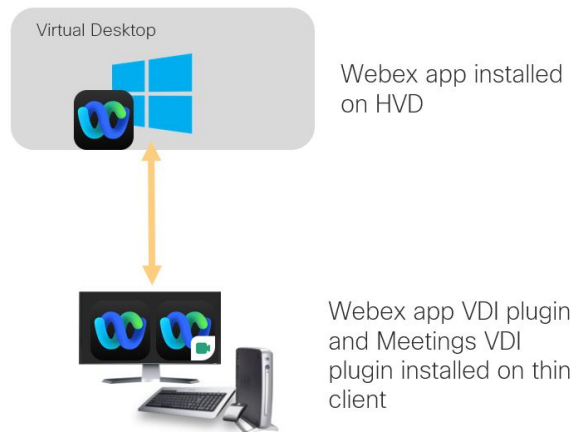 Virtual Desktop
Webex app installed
on HVD
Webex app VDI plugin
and Meetings VDI
plugin installed on thin
client